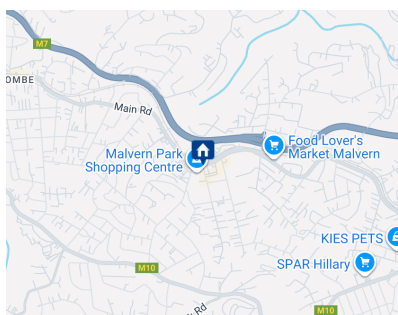 M7
OMBE
Main Rd
Malvern Park
Shopping Centre
Food Lover's
Market Malvern
KIES PETS
SPAR Hillary
M10
M10
k Rd